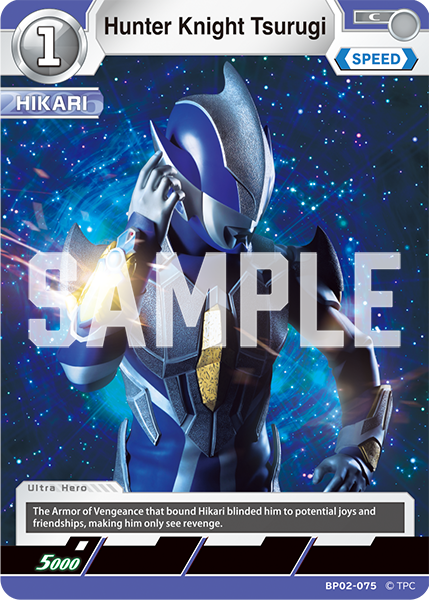 1
Hunter Knight Tsurugi
C
SPEED
HIKARI
SAMPLE
Ultra Hero
The Armor of Vengeance that bound Hikari blinded him to potential joys and
friendships, making him only see revenge.
5000
BP02-075 © TPC